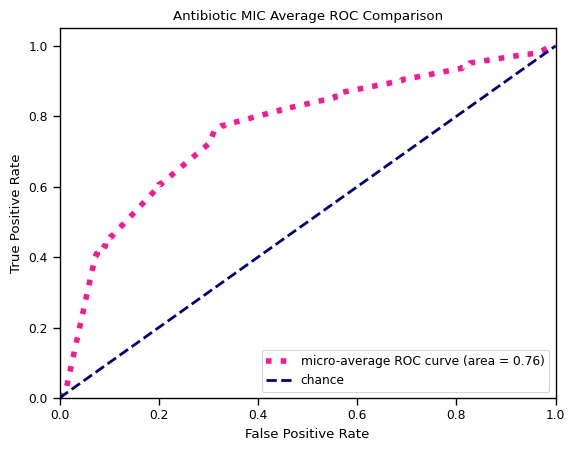 Antibiotic MIC Average ROC Comparison
1.0
0.8
0.6
0.4
0.2
0.0
True Positive Rate
micro-average ROC curve (area = 0.76)
chance
0.0 0.2 0.4 0.6 0.8 1.0
False Positive Rate